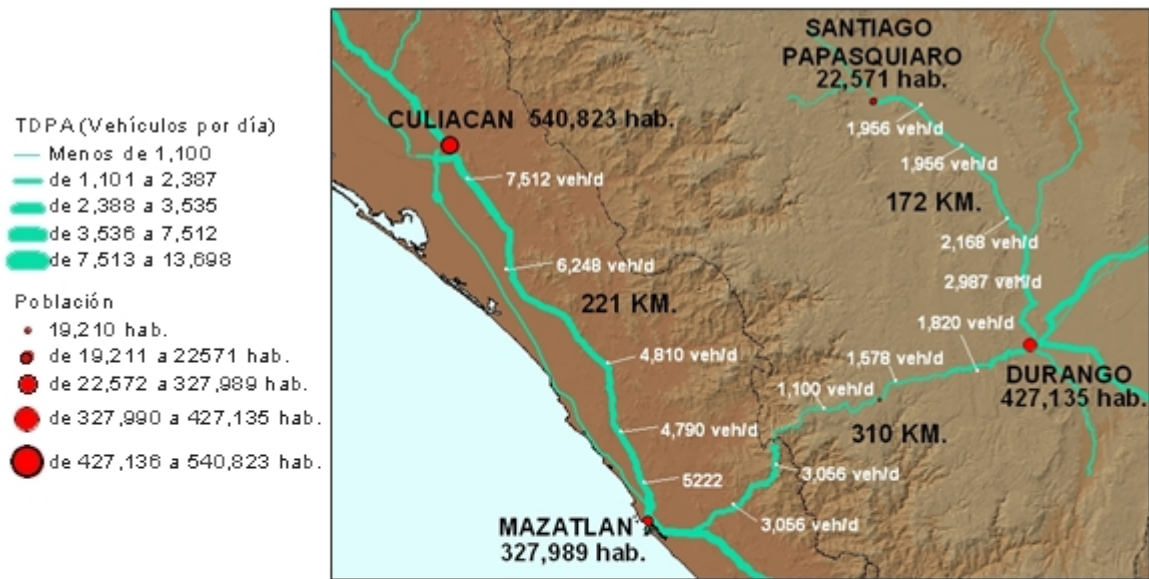 TDPA (Vehículos por día)
Menos de 1,100
de 1,101 a 2,387
de 2,388 a 3,535
de 3,536 a 7,512
de 7,513 a 13,698
Población
19,210 hab.
de 19,211 a 22571 hab.
de 22,572 a 327,989 hab.
de 327,990 a 427,135 hab.
de 427,136 a 540,823 hab.
SANTIAGO
PAPASQUIARO
22,571 hab.
CULIACAN 540,823 hab.
1,956 veh/d
1,956 veh/d
7,512 veh/d
172 KM.
2,168 veh/d
6,248 veh/d
2,987 veh/d
221 KM.
1,820 veh/d
4,810 veh/d
1,578 veh/d
DURANGO
427,135 hab.
1,100 veh/d
310 KM.
4,790 veh/d
3,056 veh/d
5222
3,056 veh/d
MAZATLAN
327,989 hab.